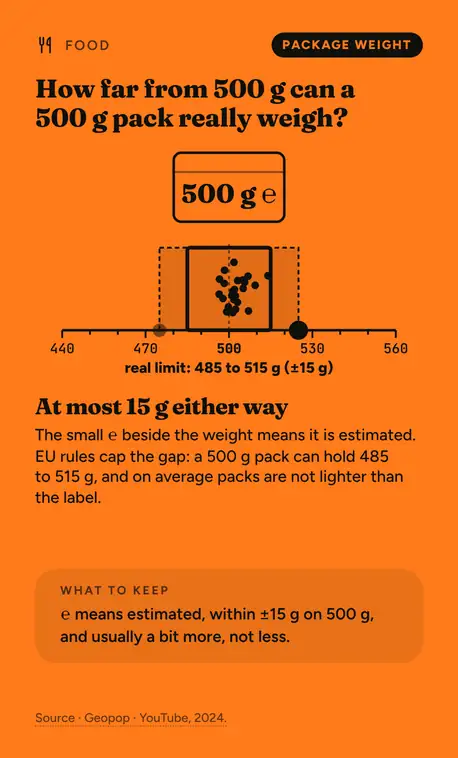 FOOD
PACKAGE WEIGHT
How far from 500 g can a
500 g pack really weigh?
500 g ℮
440 470 500 530 560
real limit: 485 to 515 g (±15 g)
At most 15 g either way
The small ℮ beside the weight means it is estimated.
EU rules cap the gap: a 500 g pack can hold 485
to 515 g, and on average packs are not lighter than
the label.
WHAT TO KEEP
℮ means estimated, within ±15 g on 500 g,
and usually a bit more, not less.
Source · Geopop · YouTube, 2024.